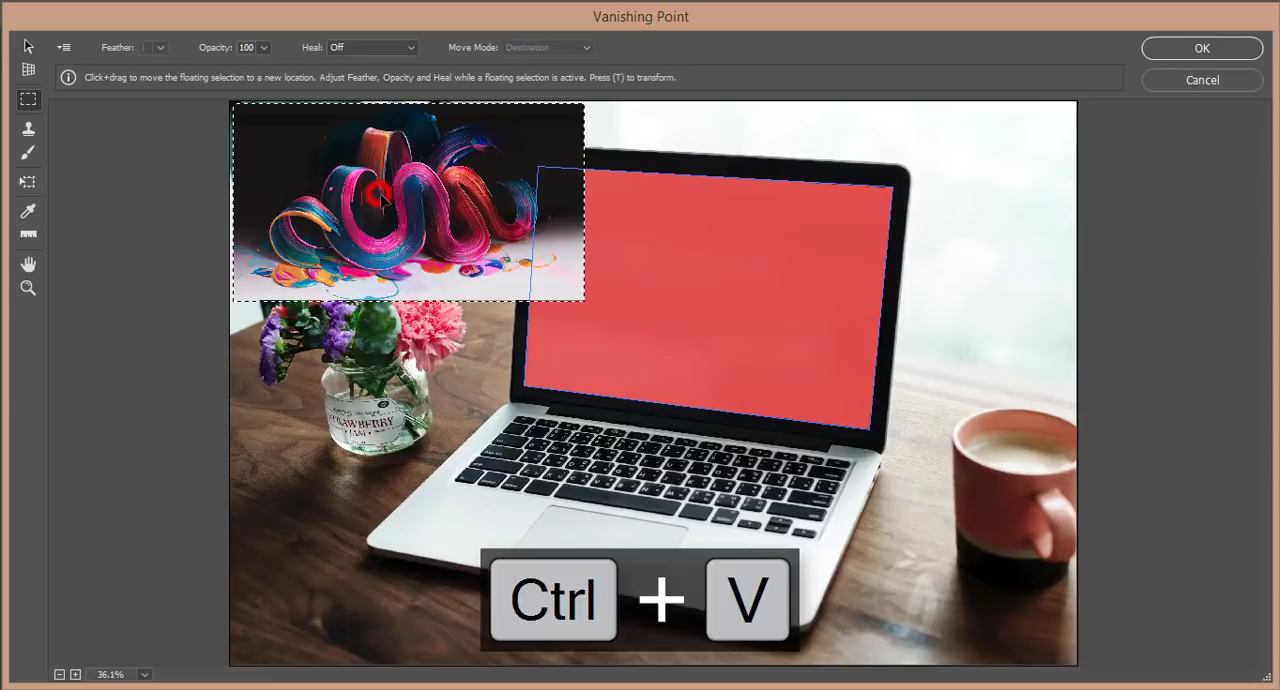 Vanishing Point
Feather: 1 Opacity: 100 Heal: Off Move Mode: Destination
OK
Click+drag to move the floating selection to a new location. Adjust Feather, Opacity and Heal while a floating selection is active. Press (T) to transform.
Cancel
STRAWBERRY
JAM
Ctrl + V
36.1%